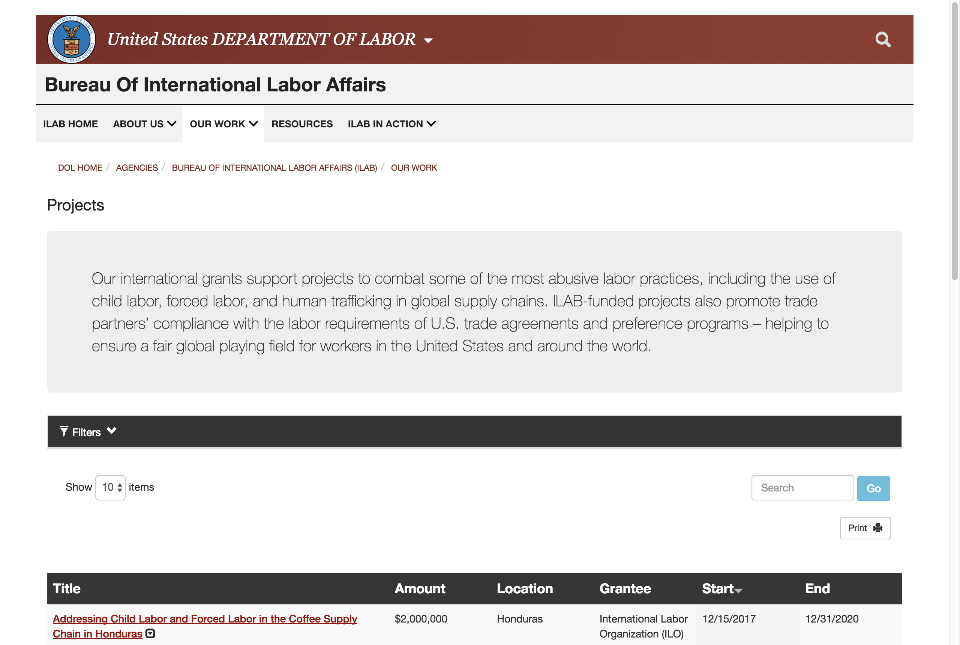 United States DEPARTMENT OF LABOR
Bureau Of International Labor Affairs
ILAB HOME ABOUT US OUR WORK RESOURCES ILAB IN ACTION
DOL HOME / AGENCIES / BUREAU OF INTERNATIONAL LABOR AFFAIRS (ILAB) / OUR WORK
Projects
Our international grants support projects to combat some of the most abusive labor practices, including the use of
child labor, forced labor, and human trafficking in global supply chains. ILAB-funded projects also promote trade
partners' compliance with the labor requirements of U.S. trade agreements and preference programs – helping to
ensure a fair global playing field for workers in the United States and around the world.
Filters
Show 10 items Search Go
Print
Title Amount Location Grantee Start End
Addressing Child Labor and Forced Labor in the Coffee Supply $2,000,000 Honduras International Labor 12/15/2017 12/31/2020
Chain in Honduras Organization (ILO)